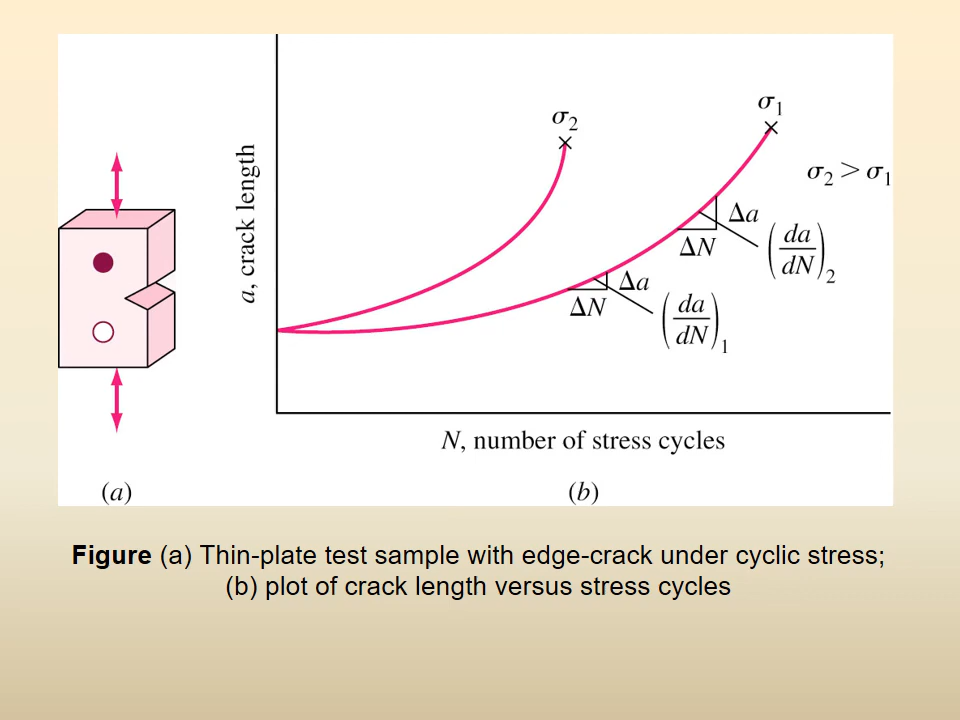 σ2
σ1
σ2 > σ1
a, crack length
Δa
ΔN
(da/dN)2
Δa
ΔN
(da/dN)1
N, number of stress cycles
(a)
(b)
Figure (a) Thin-plate test sample with edge-crack under cyclic stress;
(b) plot of crack length versus stress cycles